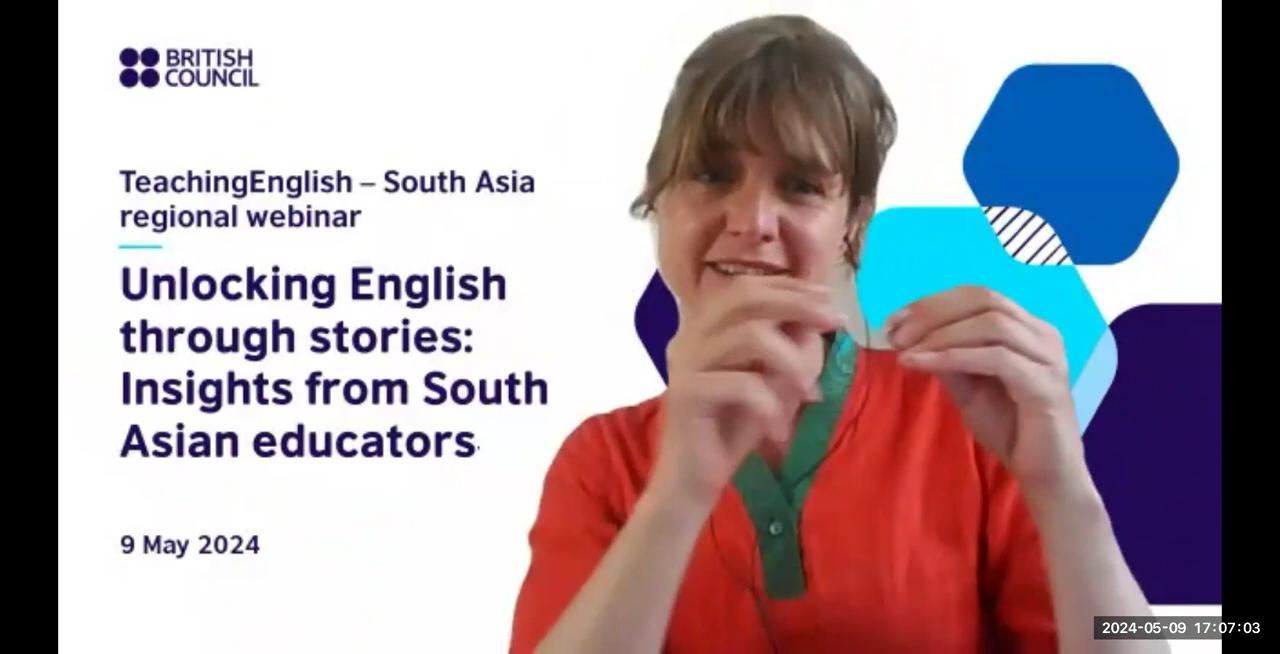 BRITISH
COUNCIL
TeachingEnglish – South Asia
regional webinar
Unlocking English
through stories:
Insights from South
Asian educators
9 May 2024
2024-05-09 17:07:03